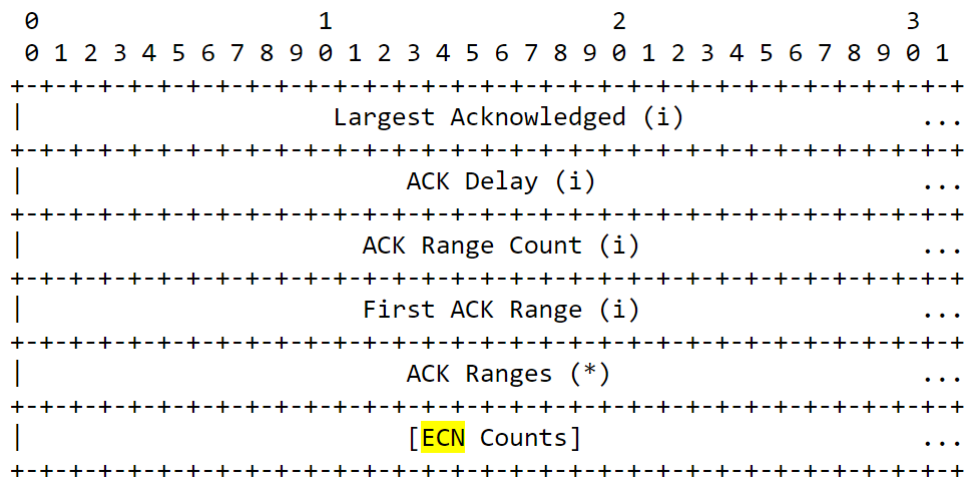 0                   1                   2                   3
0 1 2 3 4 5 6 7 8 9 0 1 2 3 4 5 6 7 8 9 0 1 2 3 4 5 6 7 8 9 0 1
+-+-+-+-+-+-+-+-+-+-+-+-+-+-+-+-+-+-+-+-+-+-+-+-+-+-+-+-+-+-+-+-+
|                     Largest Acknowledged (i)                ...
+-+-+-+-+-+-+-+-+-+-+-+-+-+-+-+-+-+-+-+-+-+-+-+-+-+-+-+-+-+-+-+-+
|                          ACK Delay (i)                      ...
+-+-+-+-+-+-+-+-+-+-+-+-+-+-+-+-+-+-+-+-+-+-+-+-+-+-+-+-+-+-+-+-+
|                       ACK Range Count (i)                   ...
+-+-+-+-+-+-+-+-+-+-+-+-+-+-+-+-+-+-+-+-+-+-+-+-+-+-+-+-+-+-+-+-+
|                       First ACK Range (i)                   ...
+-+-+-+-+-+-+-+-+-+-+-+-+-+-+-+-+-+-+-+-+-+-+-+-+-+-+-+-+-+-+-+-+
|                          ACK Ranges (*)                     ...
+-+-+-+-+-+-+-+-+-+-+-+-+-+-+-+-+-+-+-+-+-+-+-+-+-+-+-+-+-+-+-+-+
|                          [ECN Counts]                       ...
+-+-+-+-+-+-+-+-+-+-+-+-+-+-+-+-+-+-+-+-+-+-+-+-+-+-+-+-+-+-+-+-+